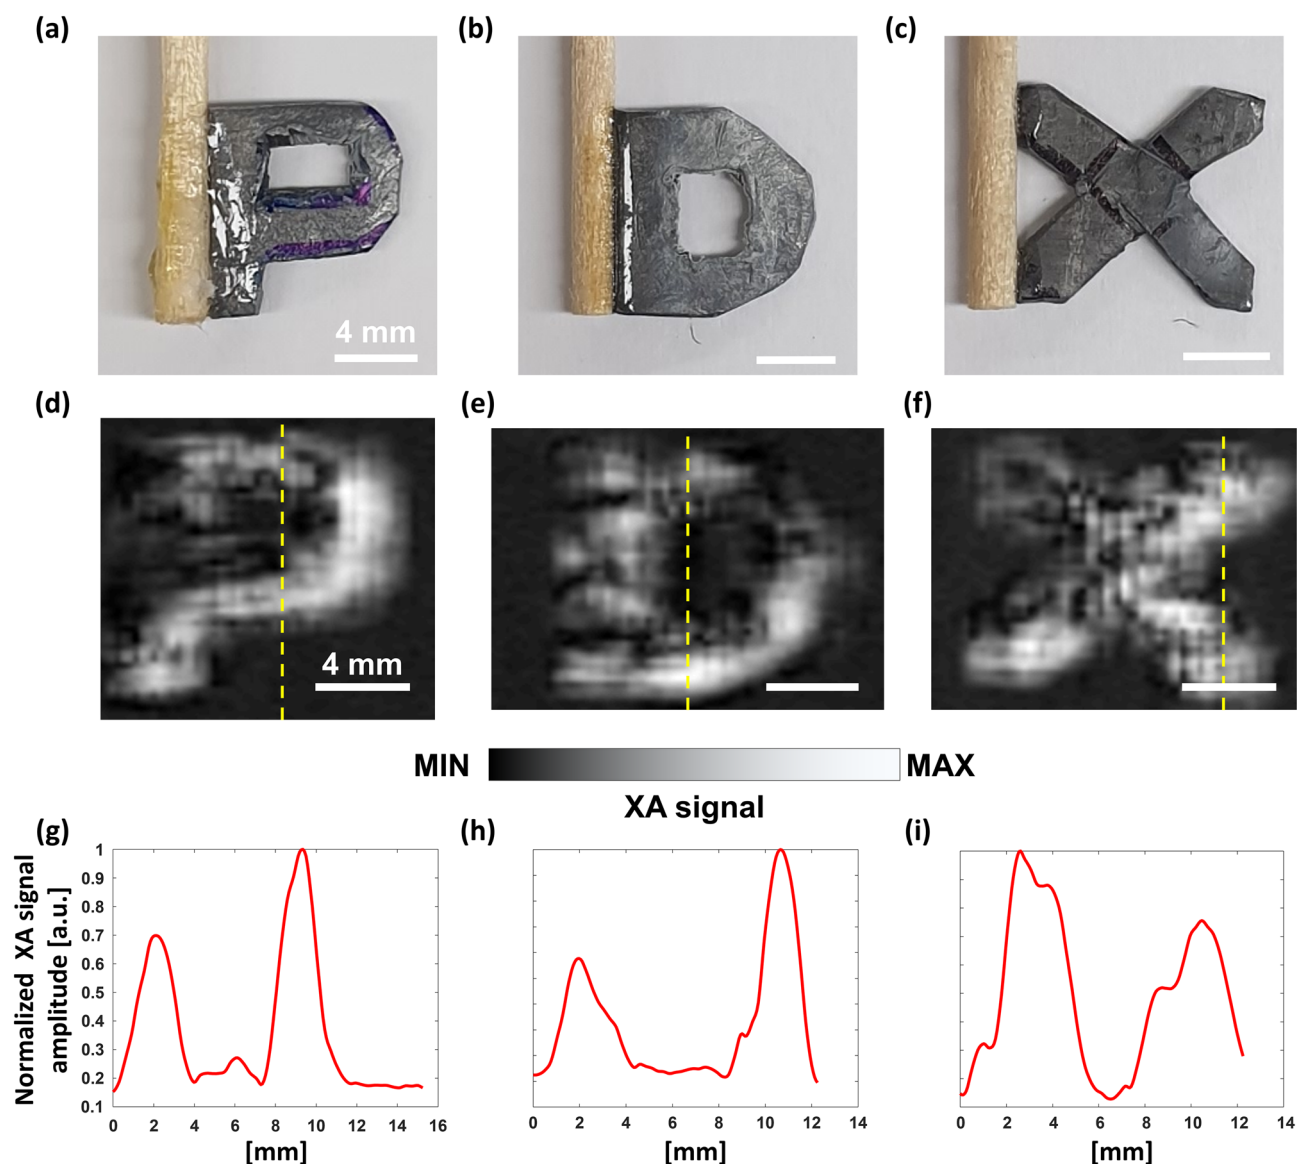 (a) (b) (c)
4 mm
(d) (e) (f)
4 mm
MIN MAX
XA signal
(g) (h) (i)
Normalized XA signal
amplitude [a.u.]
1
0.9
0.8
0.7
0.6
0.5
0.4
0.3
0.2
0.1
0 2 4 6 8 10 12 14 16
0 2 4 6 8 10 12 14
0 2 4 6 8 10 12 14
[mm] [mm] [mm]